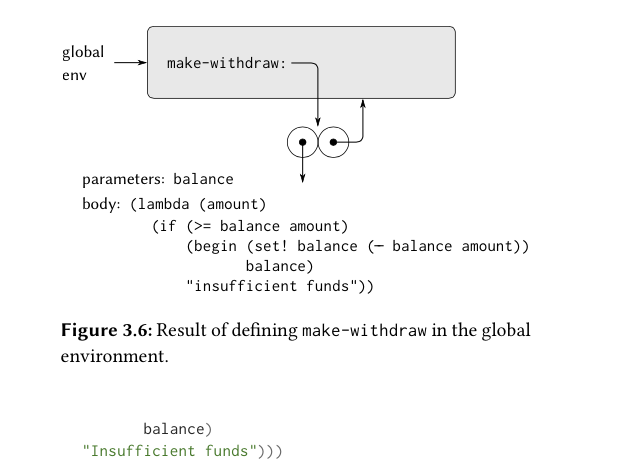 global
env
make-withdraw:
parameters: balance
body: (lambda (amount)
(if (>= balance amount)
(begin (set! balance (− balance amount))
balance)
"insufficient funds"))
Figure 3.6: Result of defining make-withdraw in the global
environment.
balance)
"Insufficient funds")))